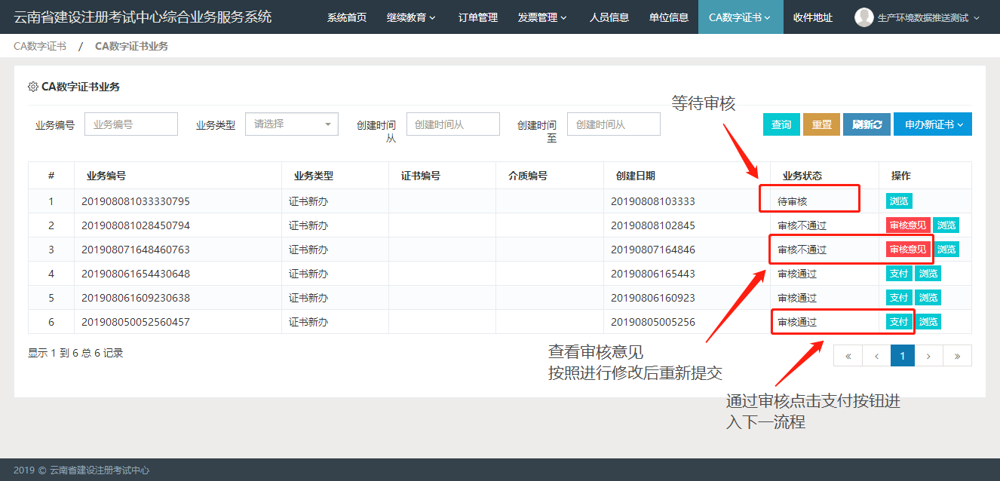 云南省建设注册考试中心综合业务服务系统 系统首页 继续教育 订单管理 发票管理 人员信息 单位信息 CA数字证书 收件地址 生产环境数据推送测试
CA数字证书 / CA数字证书业务
CA数字证书业务
等待审核
业务编号 业务编号 业务类型 请选择 创建时间从 创建时间从 创建时间至 创建时间从 查询 重置 刷新 申办新证书
# 业务编号 业务类型 证书编号 介质编号 创建日期 业务状态 操作
1 201908081033330795 证书新办 20190808103333 待审核 浏览
2 201908081028450794 证书新办 20190808102845 审核不通过 审核意见 浏览
3 201908071648460763 证书新办 20190807164846 审核不通过 审核意见 浏览
4 201908061654430648 证书新办 20190806165443 审核通过 支付 浏览
5 201908061609230638 证书新办 20190806160923 审核通过 支付 浏览
6 201908050052560457 证书新办 20190805005256 审核通过 支付 浏览
显示 1 到 6 总 6 记录
« ‹ 1 › »
查看审核意见
按照进行修改后重新提交
通过审核点击支付按钮进
入下一流程
2019 © 云南省建设注册考试中心